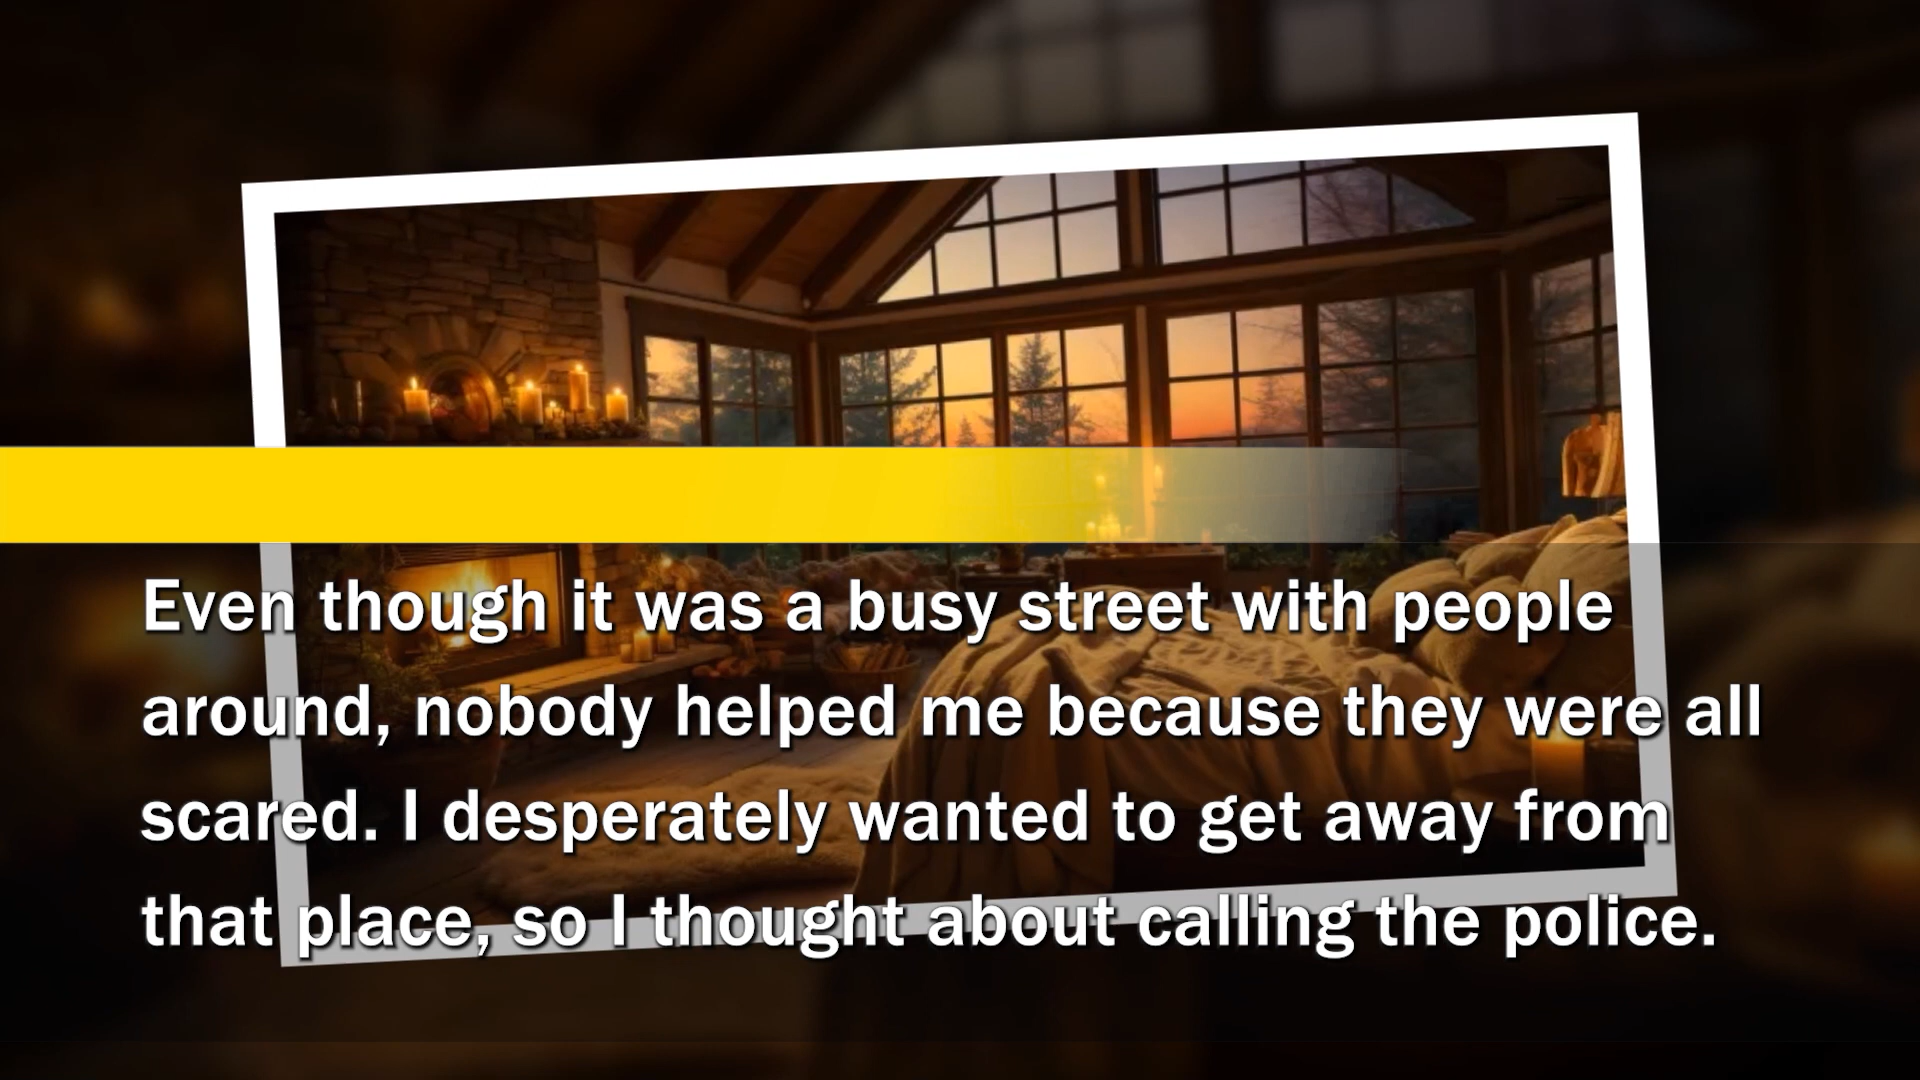 Even though it was a busy street with people
around, nobody helped me because they were all
scared. I desperately wanted to get away from
that place, so I thought about calling the police.